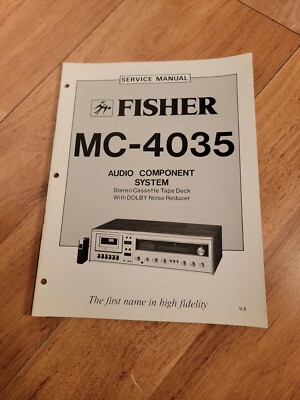 SERVICE MANUAL
FISHER
MC-4035
AUDIO COMPONENT
SYSTEM
Stereo Cassette Tape Deck
With DOLBY Noise Reducer
The first name in high fidelity